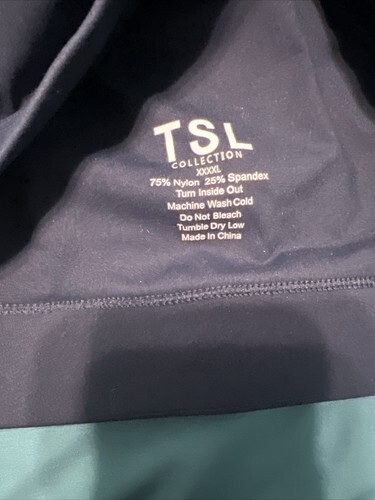 TSL
COLLECTION
XXXXL
75% Nylon 25% Spandex
Turn Inside Out
Machine Wash Cold
Do Not Bleach
Tumble Dry Low
Made In China